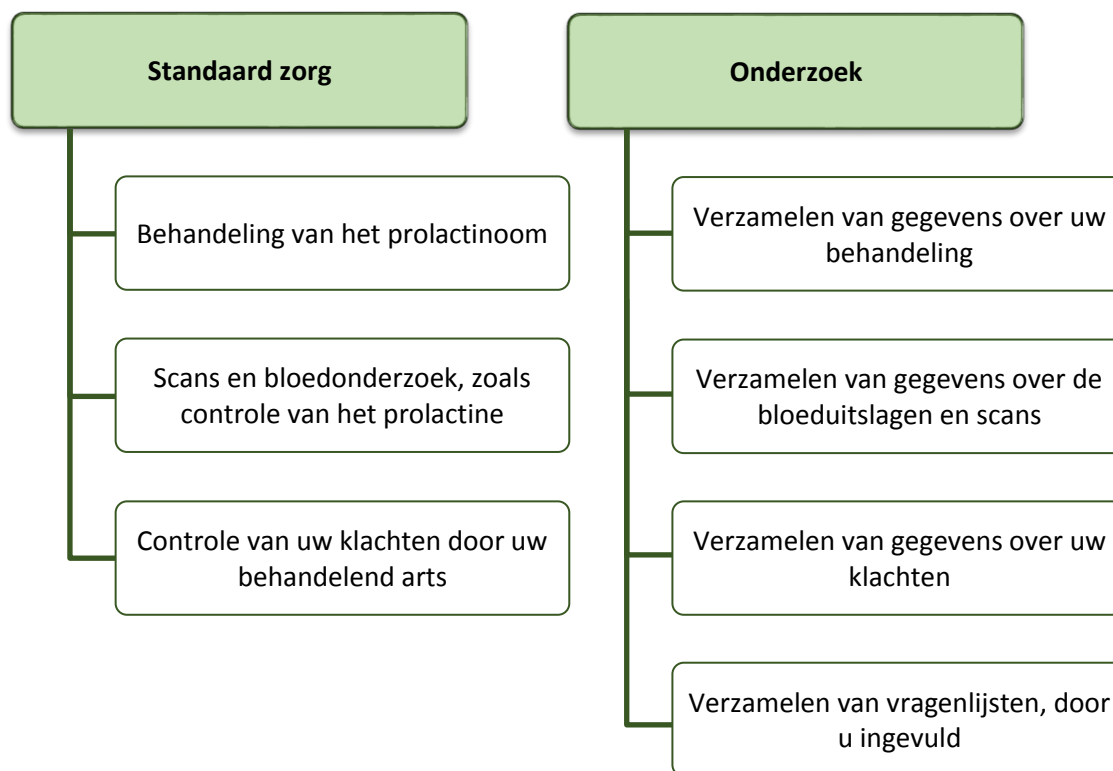 Standaard zorg
Behandeling van het prolactinoom
Scans en bloedonderzoek, zoals
controle van het prolactine
Controle van uw klachten door uw
behandelend arts
Onderzoek
Verzamelen van gegevens over uw
behandeling
Verzamelen van gegevens over de
bloeduitslagen en scans
Verzamelen van gegevens over uw
klachten
Verzamelen van vragenlijsten, door
u ingevuld